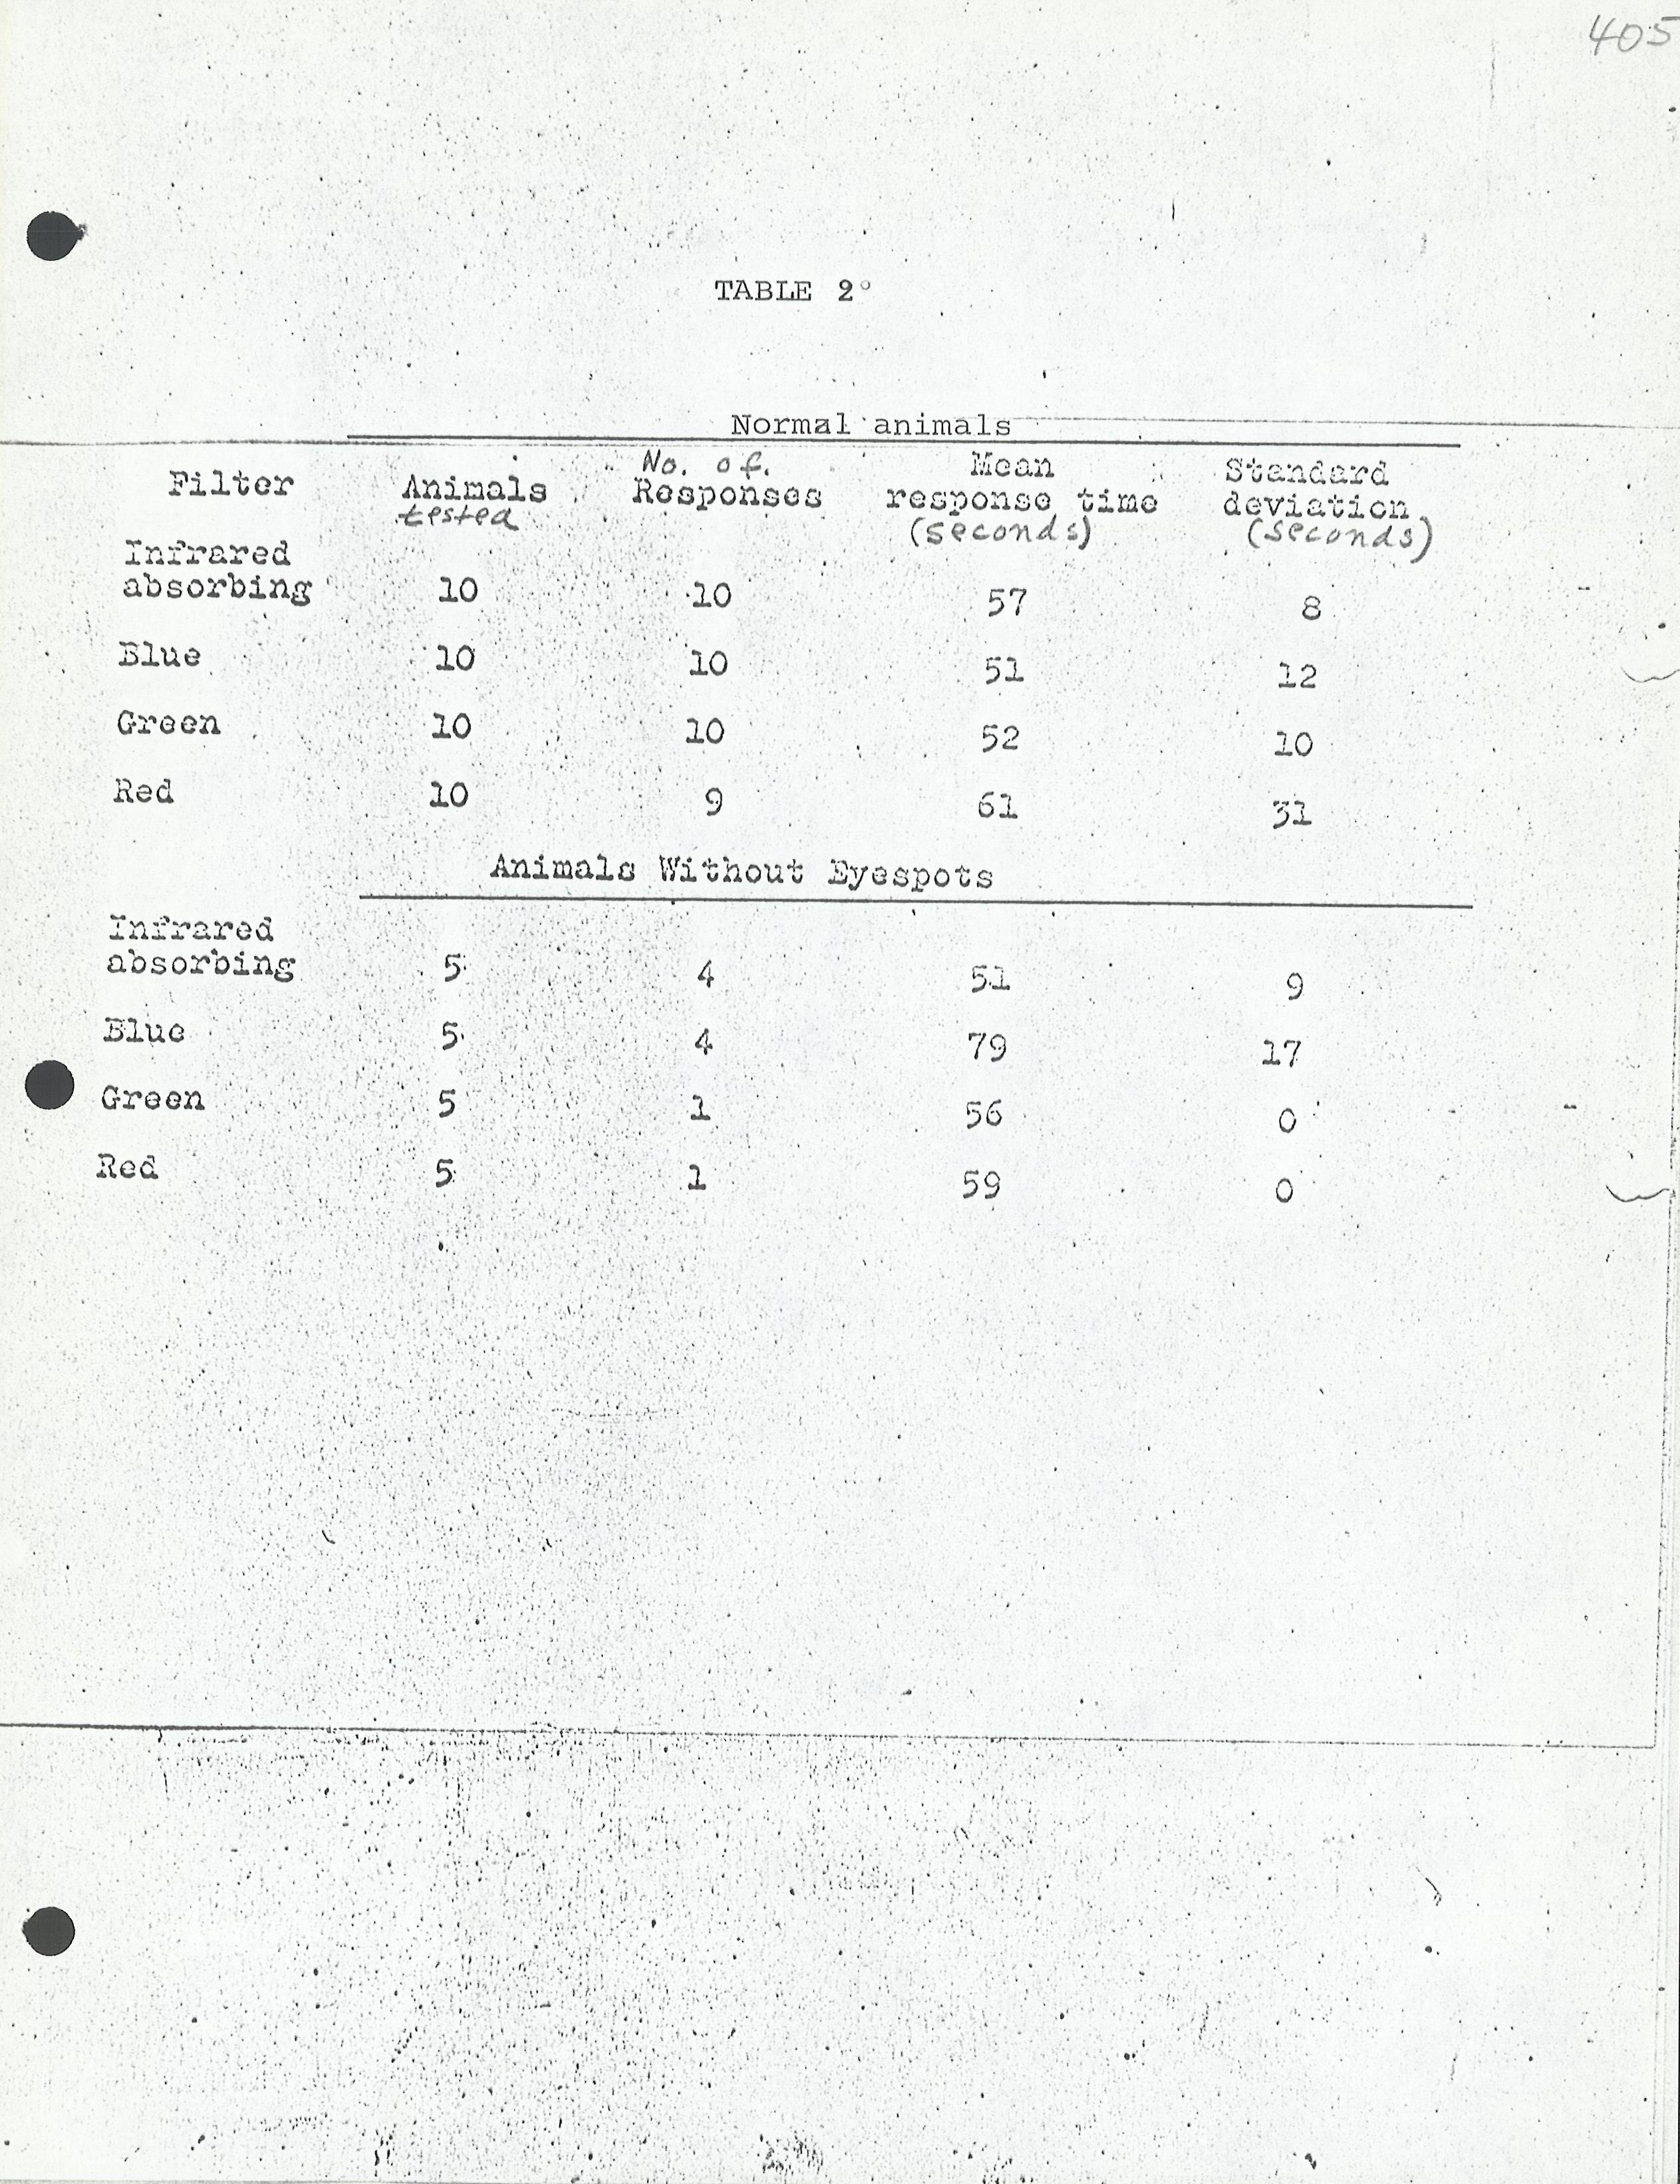 405
TABLE 2
Normal animals
Filter Animals tested No. of. Responses Mean response time (seconds) Standard deviation (seconds)
Infrared
absorbing 10 10 57 8
Blue 10 10 51 12
Green 10 10 52 10
Red 10 9 61 31
Animals Without Eyespots
Infrared
absorbing 5 4 51 9
Blue 5 4 79 17
Green 5 1 56 0
Red 5 1 59 0